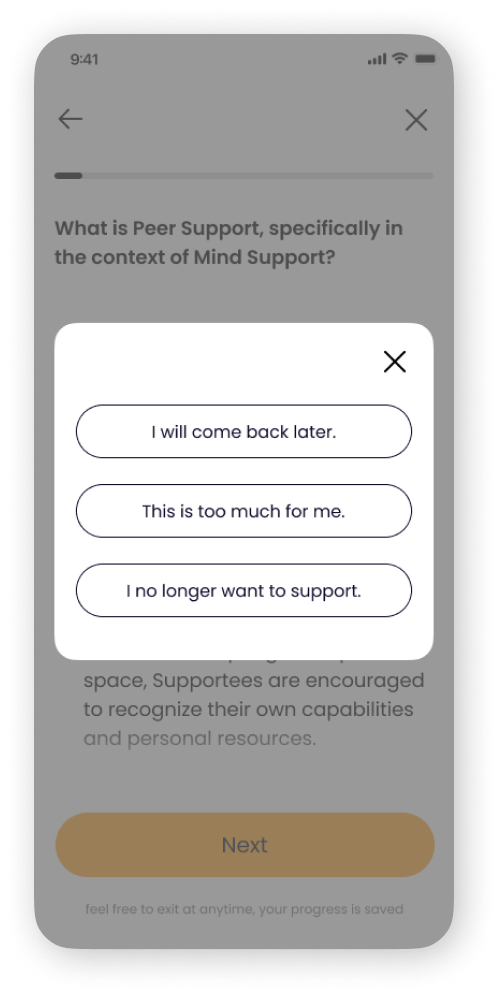 9:41
What is Peer Support, specifically in
the context of Mind Support?
I will come back later.
This is too much for me.
I no longer want to support.
space, Supportees are encouraged
to recognize their own capabilities
and personal resources.
Next
feel free to exit at anytime, your progress is saved